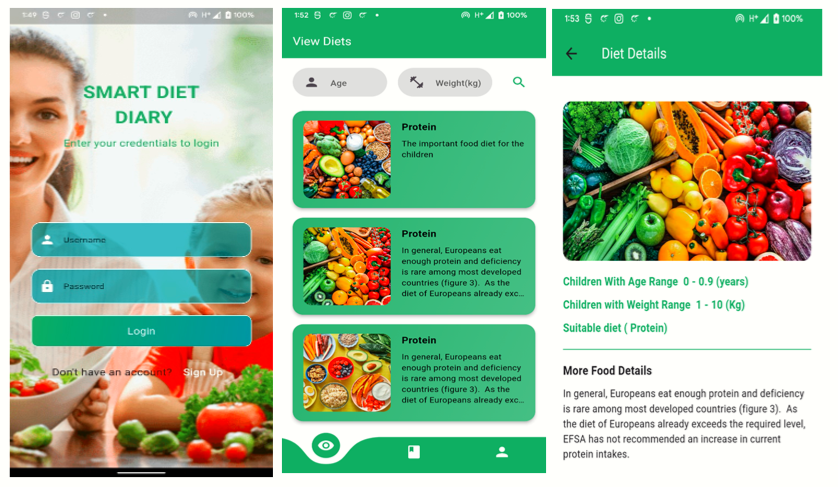 1:49
H+ 100%
SMART DIET
DIARY
Enter your credentials to login
Username
Password
Login
Don't have an account? Sign Up
1:52
H+ 100%
View Diets
Age
Weight(kg)
Protein
The important food diet for the
children
Protein
In general, Europeans eat
enough protein and deficiency
is rare among most developed
countries (figure 3). As the
diet of Europeans already exc...
Protein
In general, Europeans eat
enough protein and deficiency
is rare among most developed
countries (figure 3). As the
diet of Europeans already exc...
1:53
H+ 100%
Diet Details
Children With Age Range 0 - 0.9 (years)
Children with Weight Range 1 - 10 (Kg)
Suitable diet ( Protein)
More Food Details
In general, Europeans eat enough protein and deficiency
is rare among most developed countries (figure 3). As
the diet of Europeans already exceeds the required level,
EFSA has not recommended an increase in current
protein intakes.